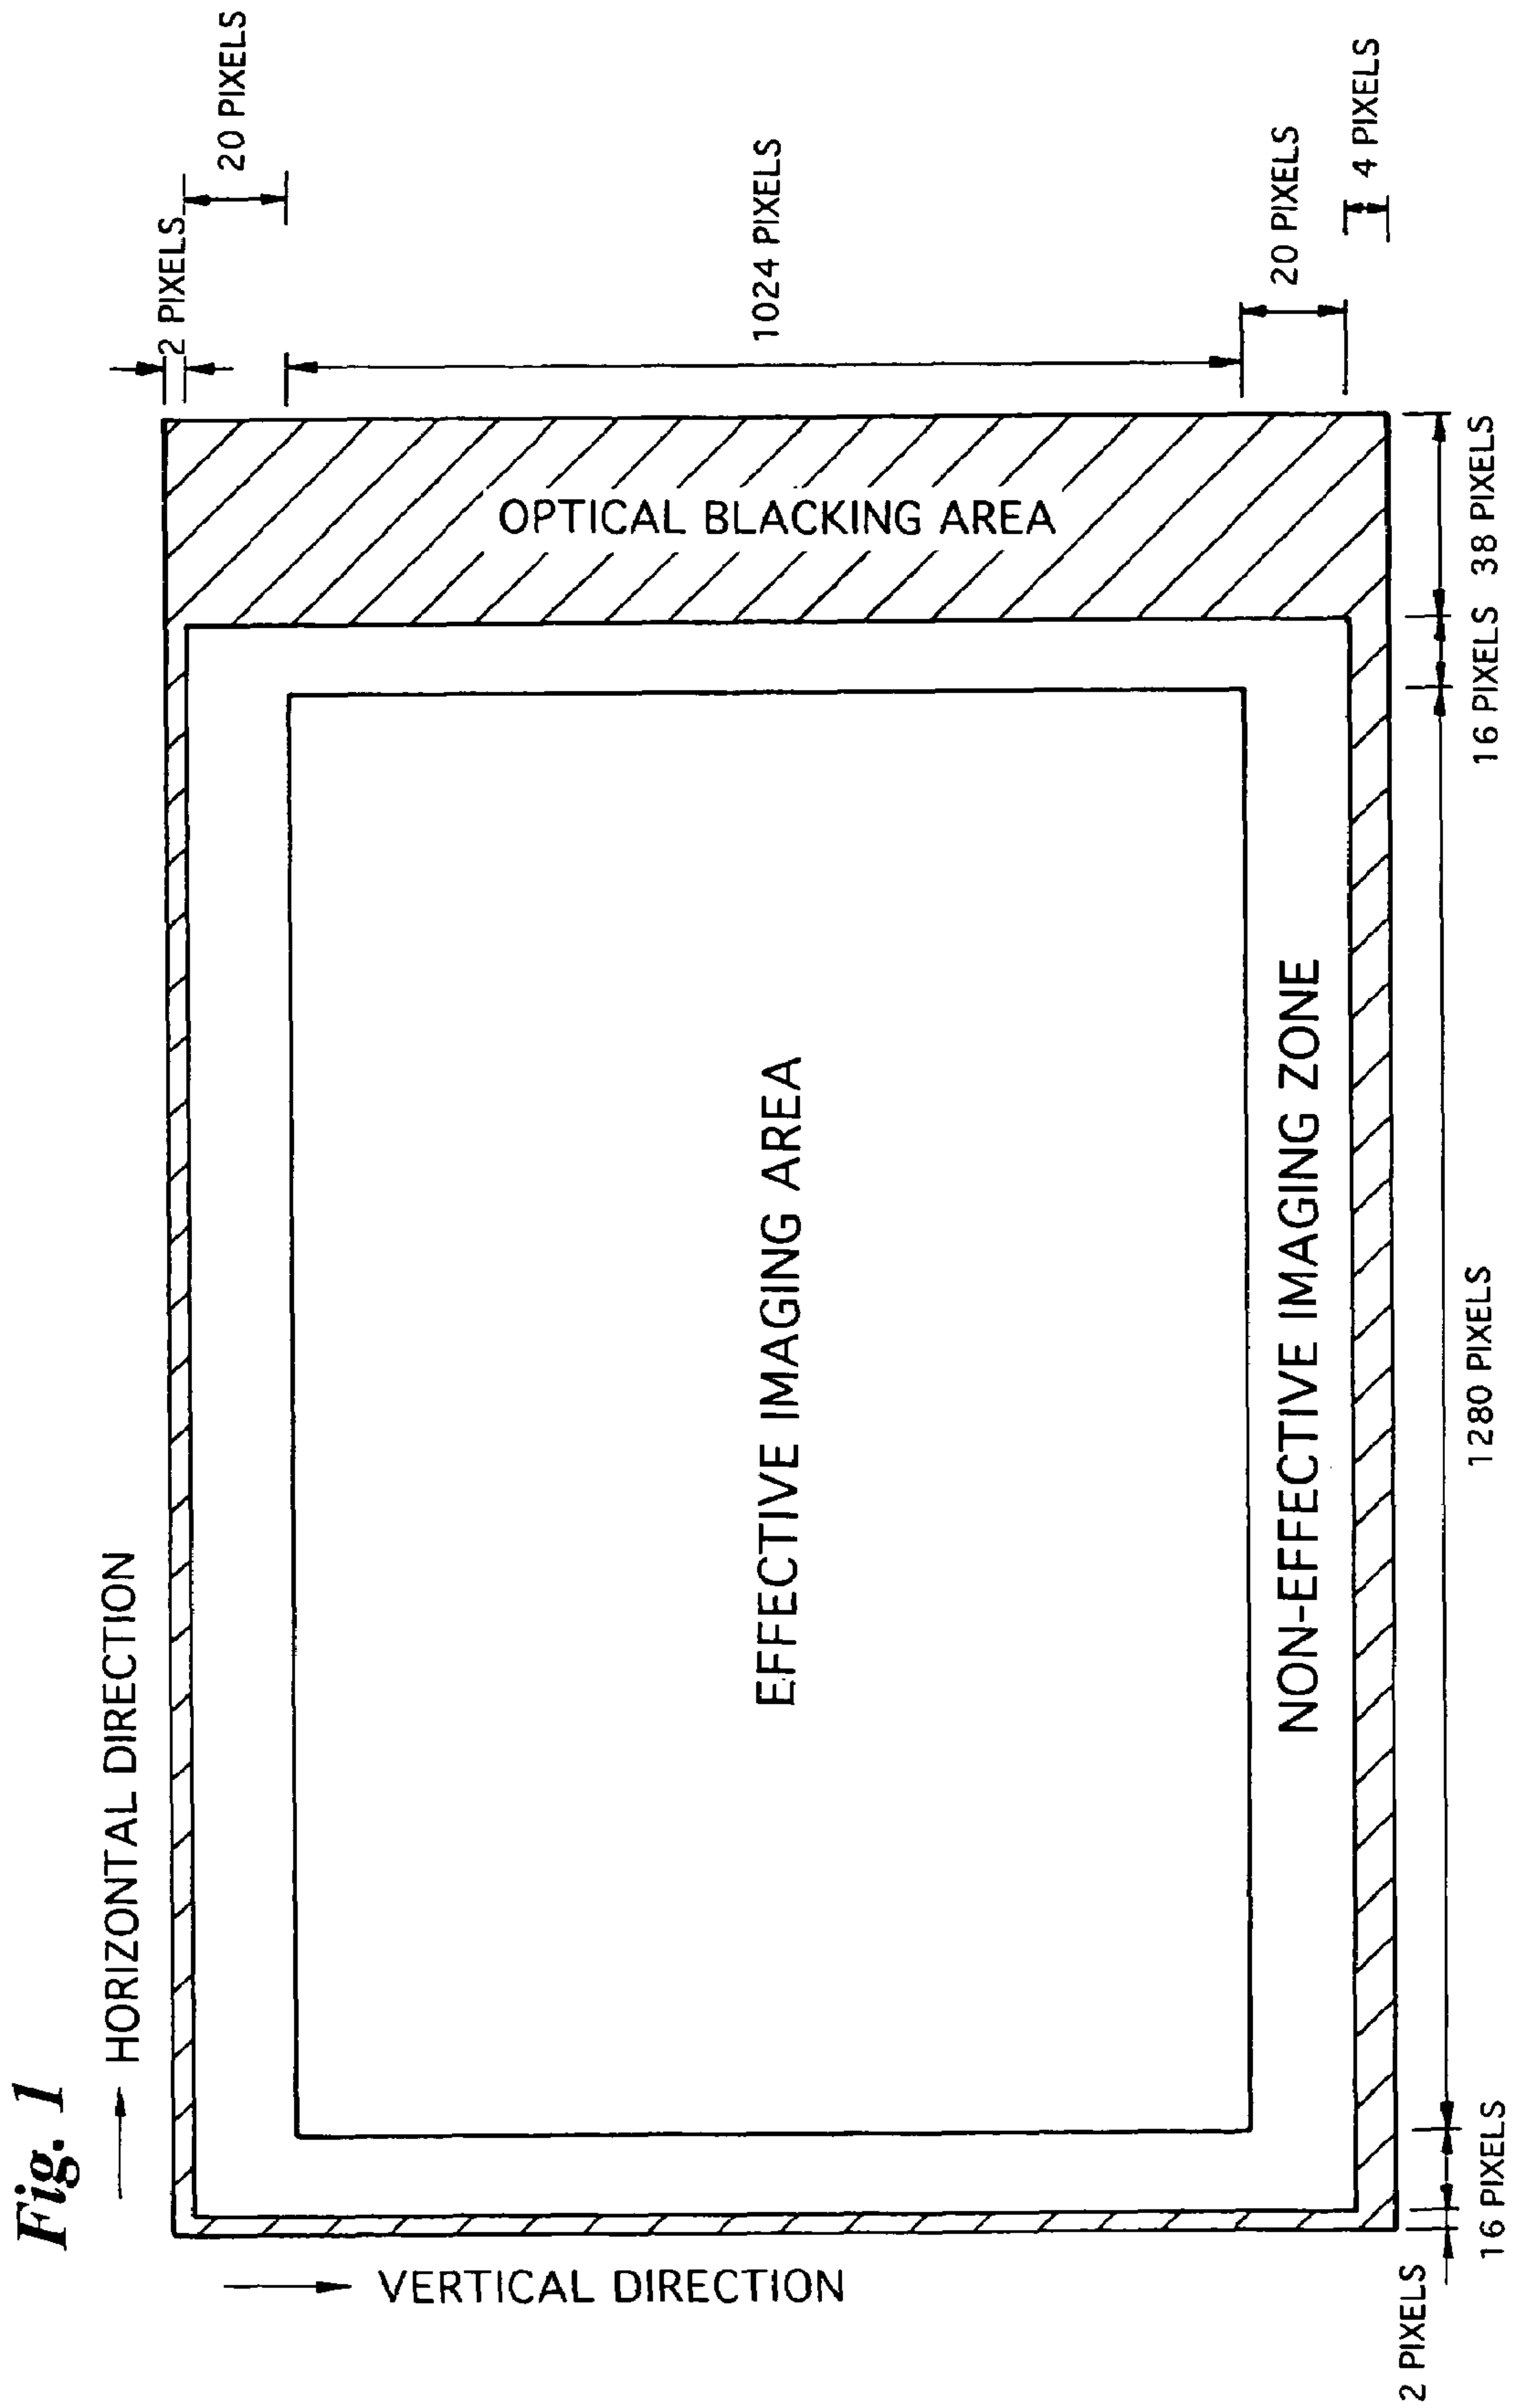 Fig. 1
HORIZONTAL DIRECTION
VERTICAL DIRECTION
2 PIXELS
20 PIXELS
1024 PIXELS
20 PIXELS
4 PIXELS
OPTICAL BLACKING AREA
EFFECTIVE IMAGING AREA
NON-EFFECTIVE IMAGING ZONE
2 PIXELS
16 PIXELS
1280 PIXELS
16 PIXELS
38 PIXELS